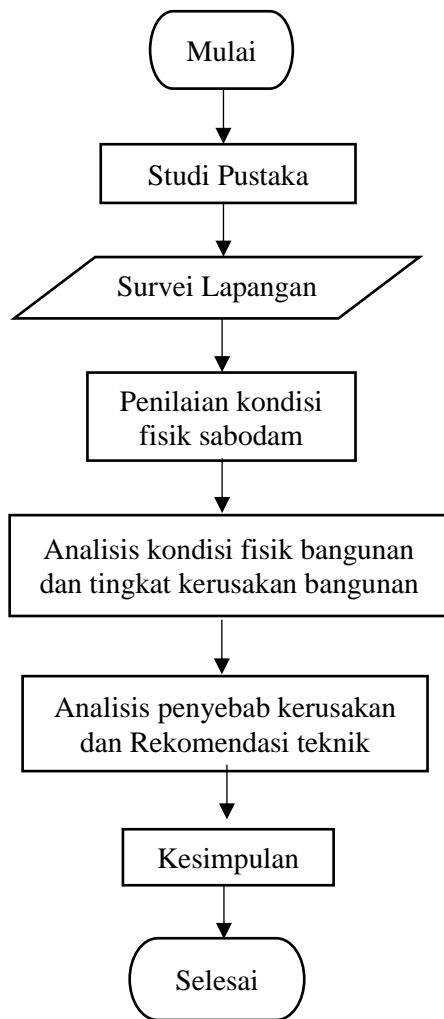 Mulai
Studi Pustaka
Survei Lapangan
Penilaian kondisi
fisik sabodam
Analisis kondisi fisik bangunan
dan tingkat kerusakan bangunan
Analisis penyebab kerusakan
dan Rekomendasi teknik
Kesimpulan
Selesai